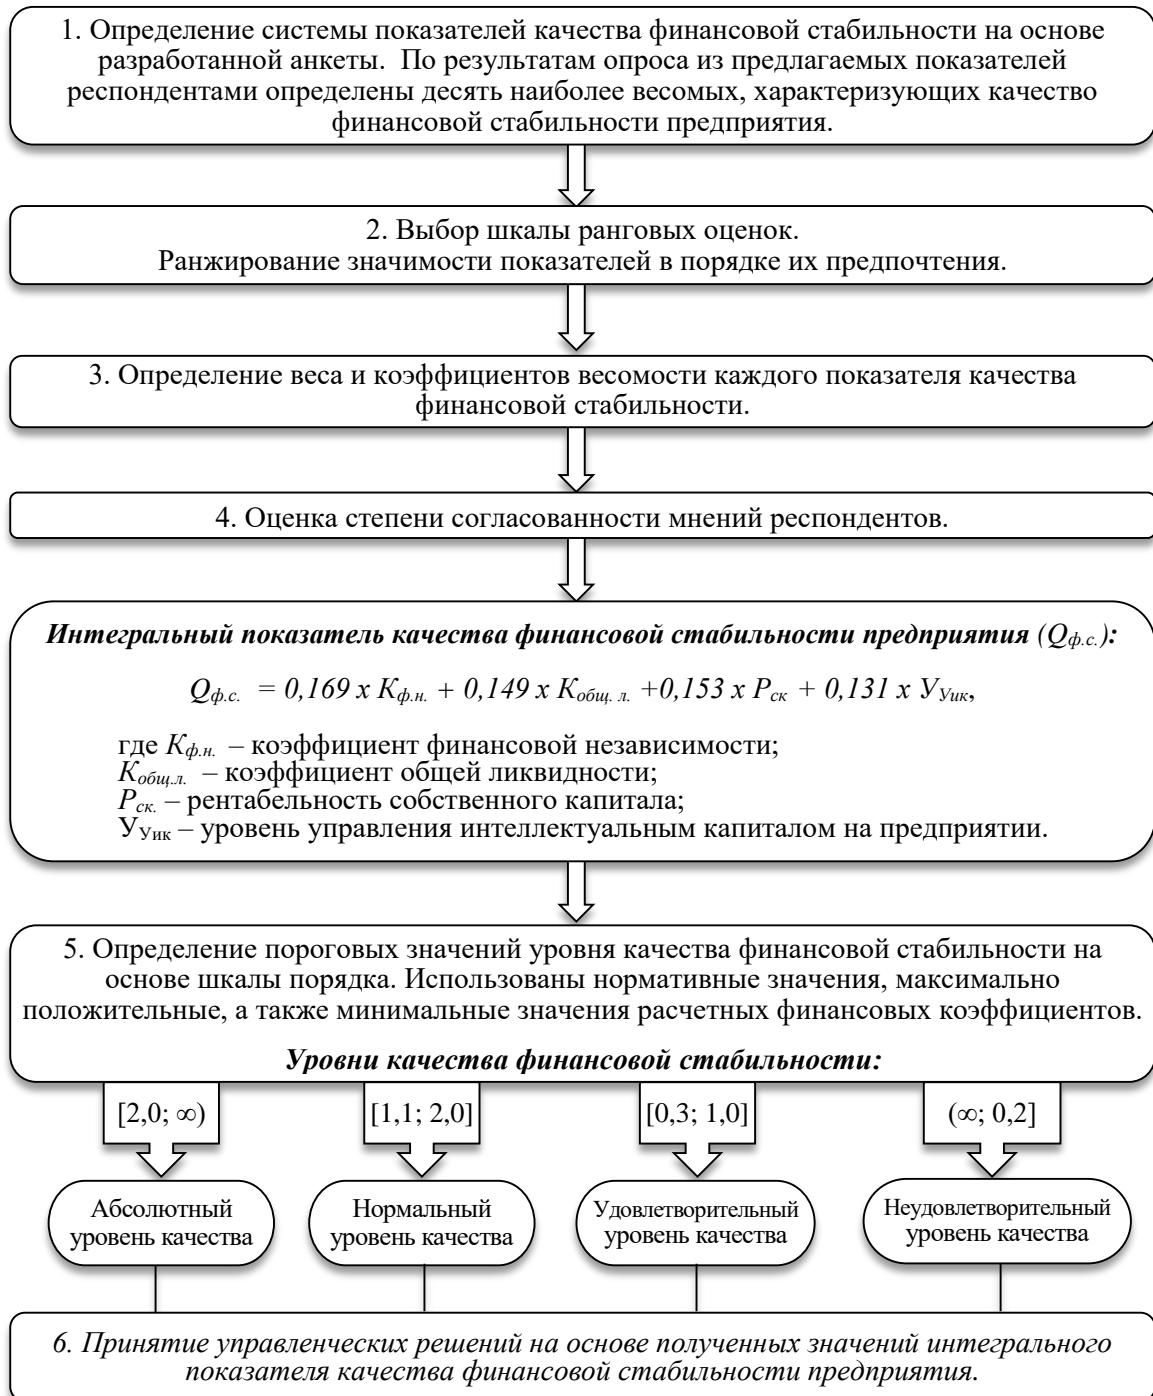 1. Определение системы показателей качества финансовой стабильности на основе
разработанной анкеты. По результатам опроса из предлагаемых показателей
респондентами определены десять наиболее весомых, характеризующих качество
финансовой стабильности предприятия.
2. Выбор шкалы ранговых оценок.
Ранжирование значимости показателей в порядке их предпочтения.
3. Определение веса и коэффициентов весомости каждого показателя качества
финансовой стабильности.
4. Оценка степени согласованности мнений респондентов.
Интегральный показатель качества финансовой стабильности предприятия (Qф.с.):
Qф.с. = 0,169 х Kф.н. + 0,149 х Kобщ. л. +0,153 х Pск + 0,131 х УУик,
где Kф.н. – коэффициент финансовой независимости;
Kобщ.л. – коэффициент общей ликвидности;
Pск. – рентабельность собственного капитала;
УУик – уровень управления интеллектуальным капиталом на предприятии.
5. Определение пороговых значений уровня качества финансовой стабильности на
основе шкалы порядка. Использованы нормативные значения, максимально
положительные, а также минимальные значения расчетных финансовых коэффициентов.
Уровни качества финансовой стабильности:
[2,0; ∞)
[1,1; 2,0]
[0,3; 1,0]
(∞; 0,2]
Абсолютный
уровень качества
Нормальный
уровень качества
Удовлетворительный
уровень качества
Неудовлетворительный
уровень качества
6. Принятие управленческих решений на основе полученных значений интегрального
показателя качества финансовой стабильности предприятия.